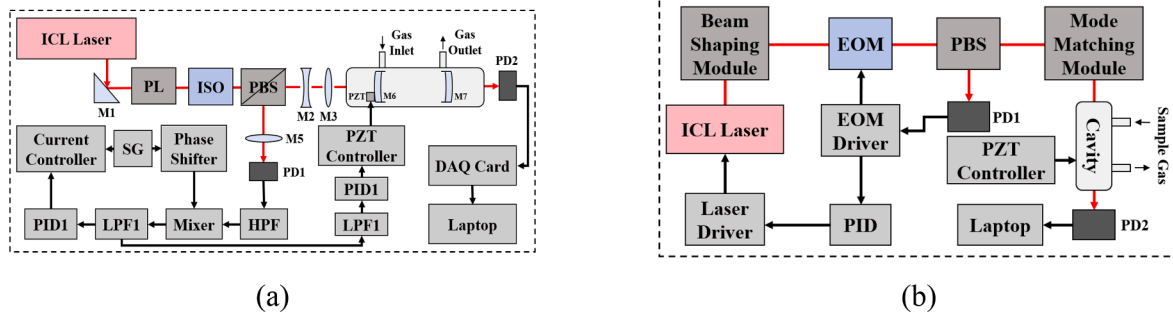 ICL Laser
Gas
Inlet
Gas
Outlet
PD2
M1
PL
ISO
PBS
M2
M3
PZT
M6
M7
M5
Current
Controller
SG
Phase
Shifter
PD1
PZT
Controller
DAQ Card
PID1
LPF1
Mixer
HPF
PID1
LPF1
Laptop
(a)
Beam
Shaping
Module
EOM
PBS
Mode
Matching
Module
ICL Laser
EOM
Driver
PD1
PZT
Controller
Cavity
Sample Gas
Laser
Driver
PID
Laptop
PD2
(b)